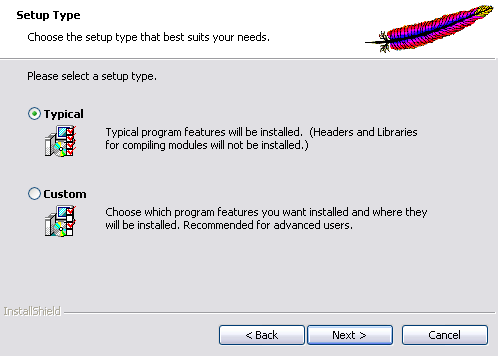 Setup Type
Choose the setup type that best suits your needs.
Please select a setup type.
Typical
Typical program features will be installed. (Headers and Libraries
for compiling modules will not be installed.)
Custom
Choose which program features you want installed and where they
will be installed. Recommended for advanced users.
InstallShield
< Back
Next >
Cancel